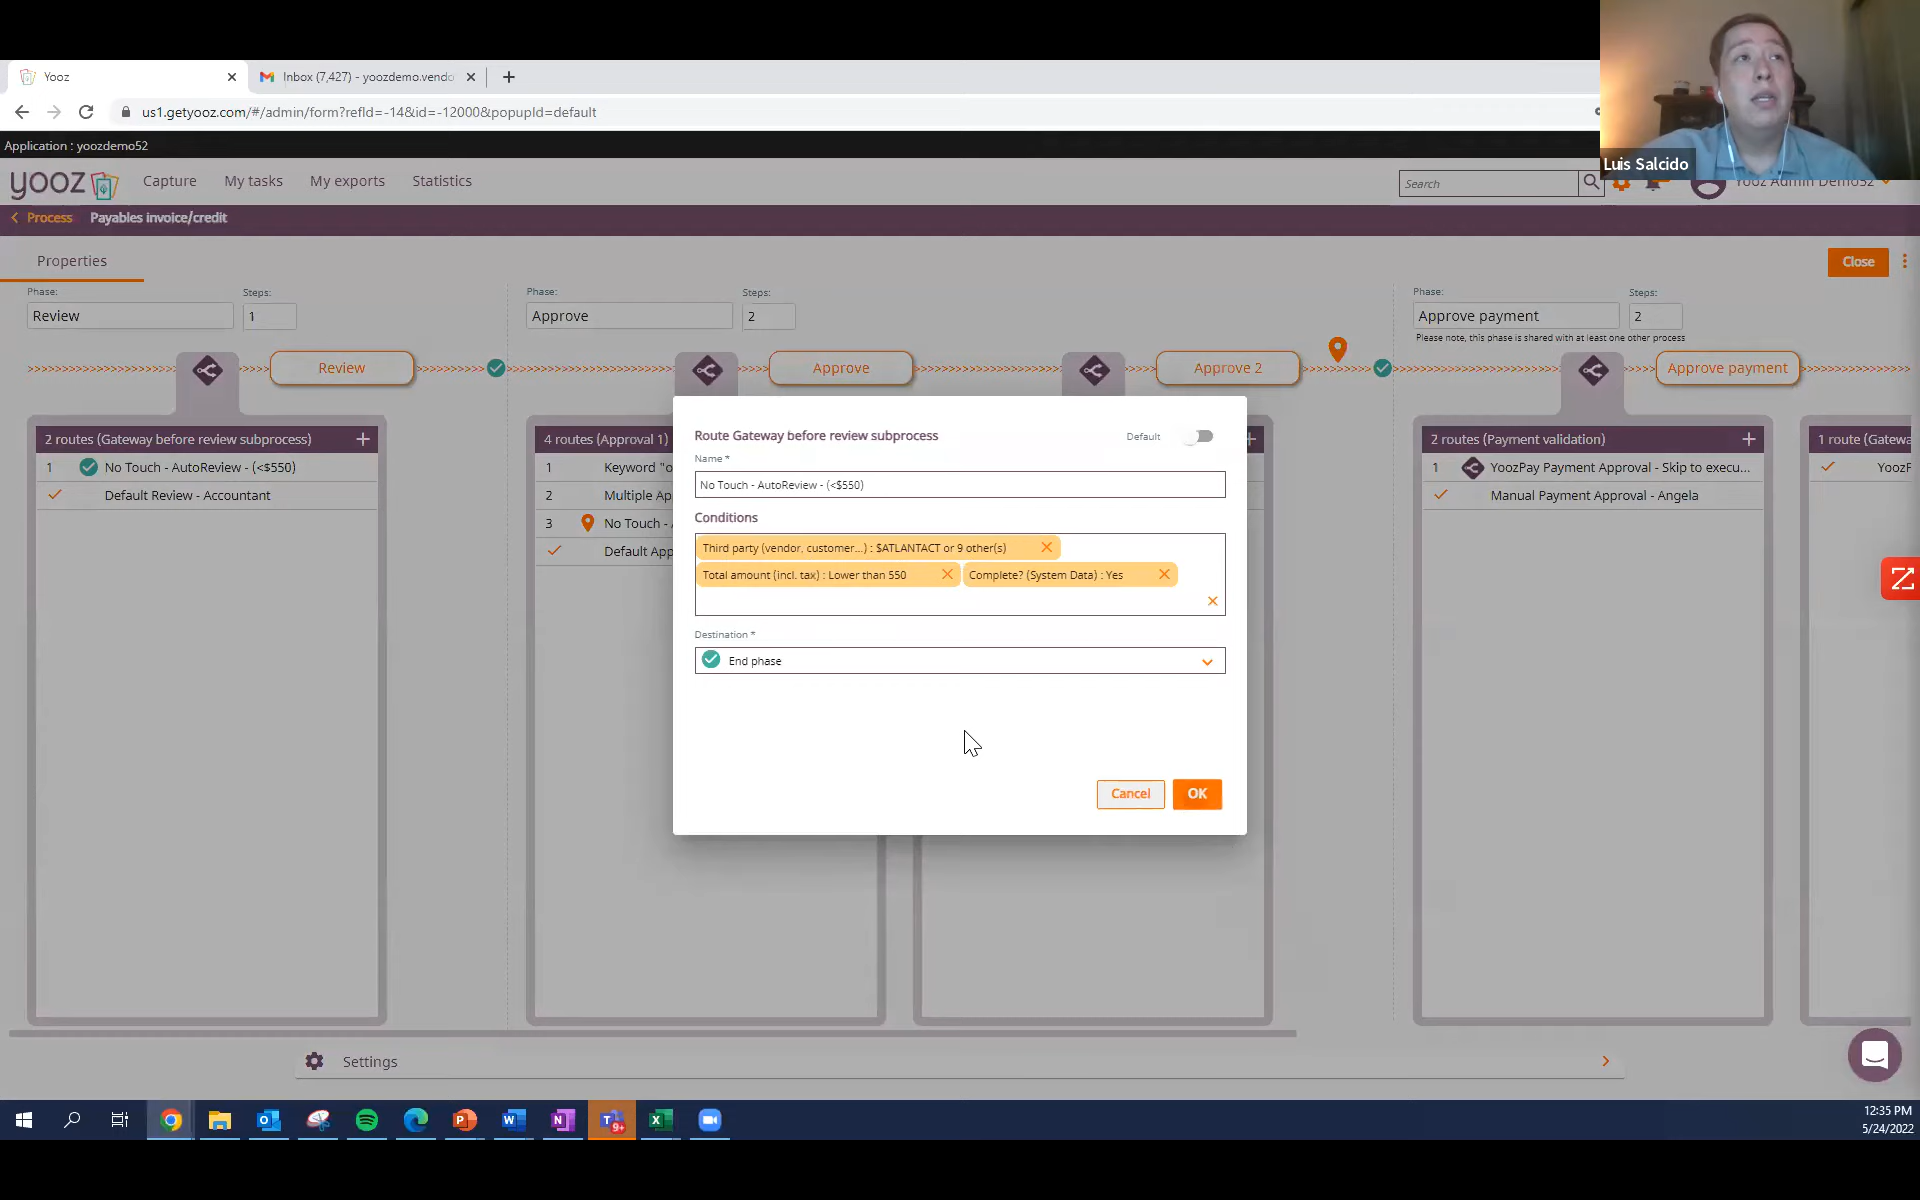 Yooz
Inbox (7,427) - yoozdemo.vendo
us1.getyooz.com/#/admin/form?refId=-14&id=-12000&popupId=default
Application : yoozdemo52
Luis Salcido
yooz
Capture
My tasks
My exports
Statistics
Search
Yooz Admin Demo52
Process
Payables invoice/credit
Properties
Close
Phase:
Steps:
Review
1
Phase:
Steps:
Approve
2
Phase:
Steps:
Approve payment
2
Please note, this phase is shared with at least one other process
Review
Approve
Approve 2
Approve payment
2 routes (Gateway before review subprocess)
1 No Touch - AutoReview - (<$550)
Default Review - Accountant
4 routes (Approval 1)
1 Keyword "o
2 Multiple Ap
3 No Touch -
Default App
2 routes (Payment validation)
1 YoozPay Payment Approval - Skip to execu...
Manual Payment Approval - Angela
1 route (Gatewa
Route Gateway before review subprocess
Default
Name *
No Touch - AutoReview - (<$550)
Conditions
Third party (vendor, customer...) : $ATLANTACT or 9 other(s)
Total amount (incl. tax) : Lower than 550
Complete? (System Data) : Yes
Destination *
End phase
Cancel
OK
Settings
12:35 PM
5/24/2022